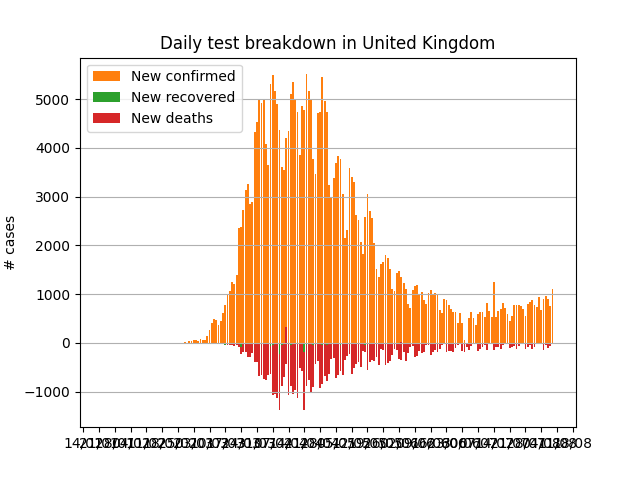 Daily test breakdown in United Kingdom
New confirmed
New recovered
New deaths
# cases
5000
4000
3000
2000
1000
0
−1000